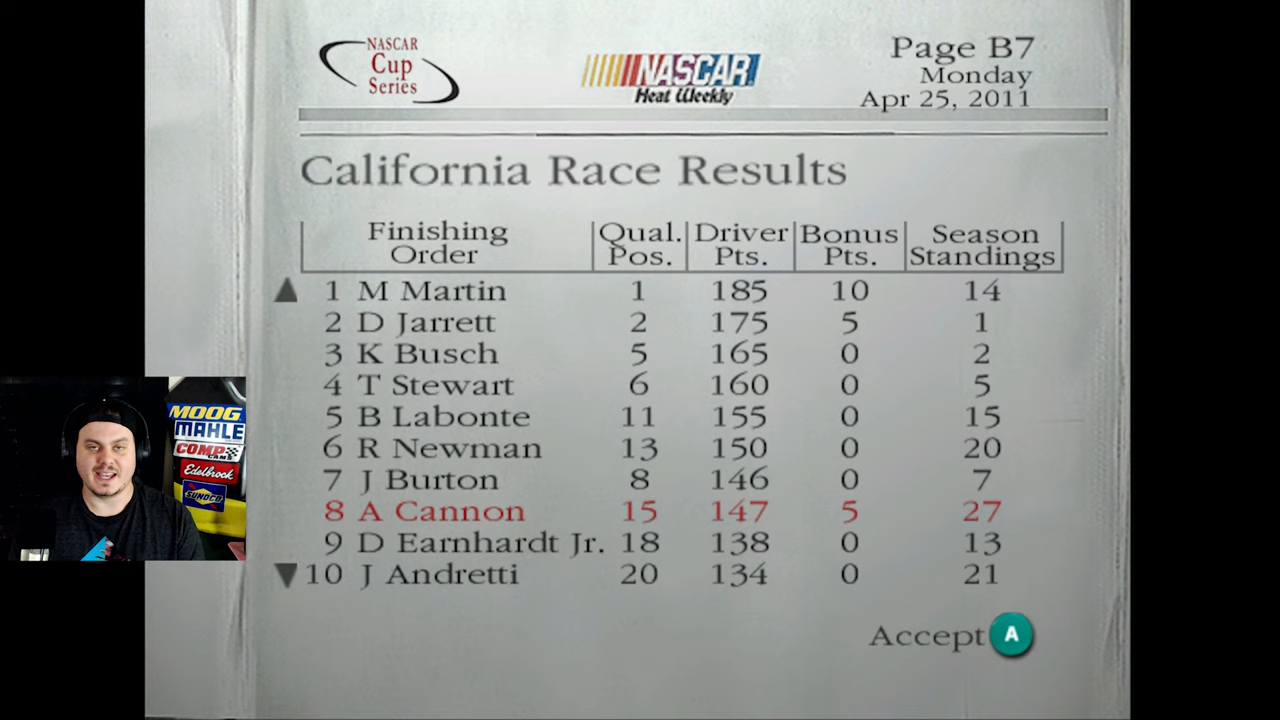 NASCAR
Cup
Series
NASCAR
Heat Weekly
Page B7
Monday
Apr 25, 2011
California Race Results
Finishing Order Qual. Pos. Driver Pts. Bonus Pts. Season Standings
1 M Martin 1 185 10 14
2 D Jarrett 2 175 5 1
3 K Busch 5 165 0 2
4 T Stewart 6 160 0 5
5 B Labonte 11 155 0 15
6 R Newman 13 150 0 20
7 J Burton 8 146 0 7
8 A Cannon 15 147 5 27
9 D Earnhardt Jr. 18 138 0 13
10 J Andretti 20 134 0 21
Accept A
MOOG
MAHLE
COMP
CAMS
Edelbrock
SUNOCO